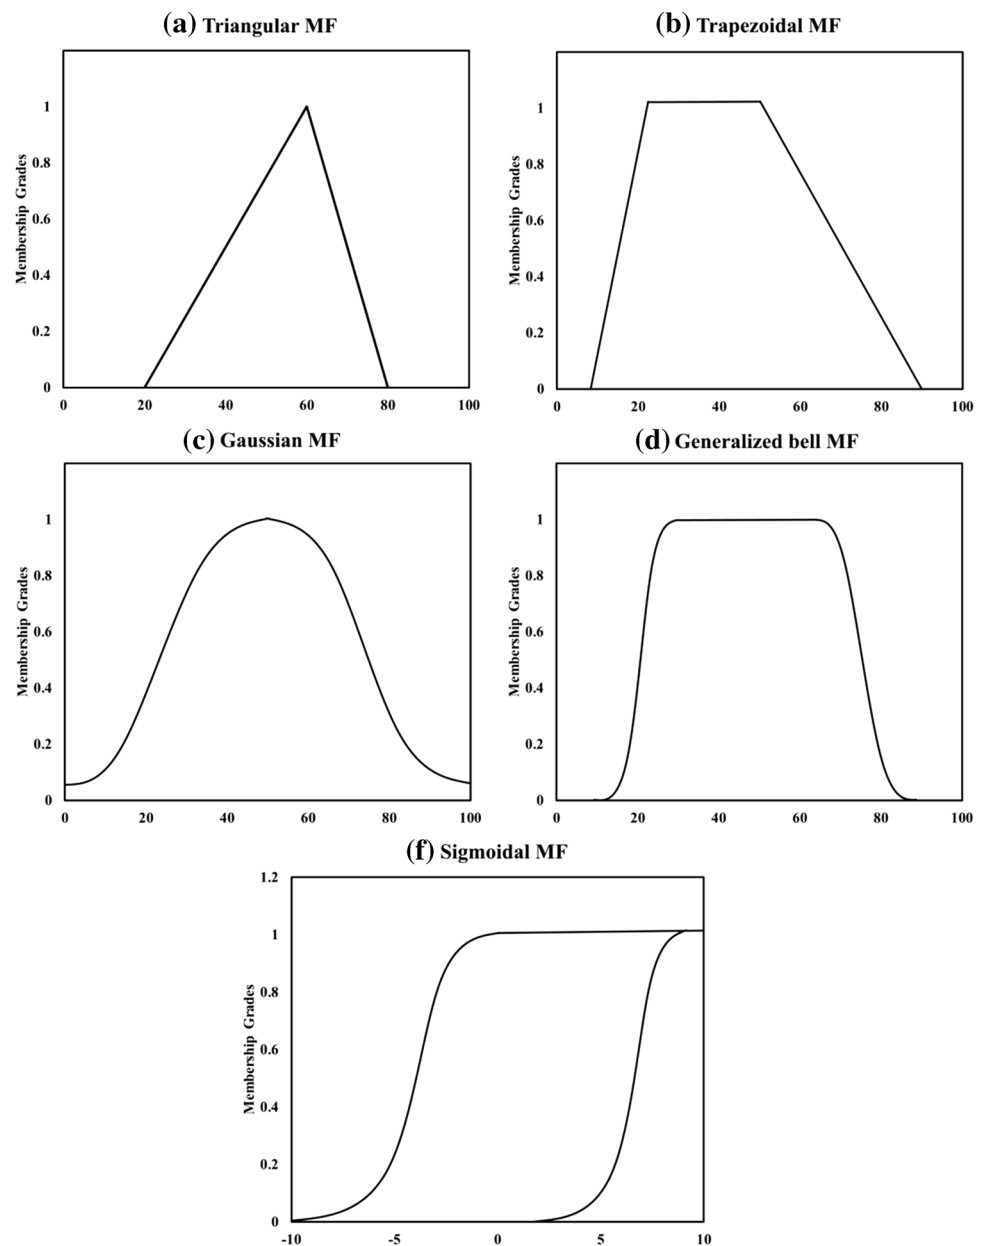 (a) Triangular MF
Membership Grades
1
0.8
0.6
0.4
0.2
0
0 20 40 60 80 100
(b) Trapezoidal MF
Membership Grades
1
0.8
0.6
0.4
0.2
0
0 20 40 60 80 100
(c) Gaussian MF
Membership Grades
1
0.8
0.6
0.4
0.2
0
0 20 40 60 80 100
(d) Generalized bell MF
Membership Grades
1
0.8
0.6
0.4
0.2
0
0 20 40 60 80 100
(f) Sigmoidal MF
Membership Grades
1.2
1
0.8
0.6
0.4
0.2
0
-10 -5 0 5 10